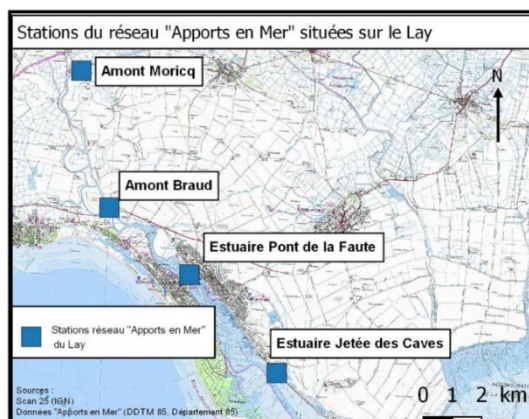 Stations du réseau "Apports en Mer" situées sur le Lay
Amont Moricq
N
Amont Braud
Estuaire Pont de la Faute
Stations réseau "Apports en Mer"
du Lay
Estuaire Jetée des Caves
Sources :
Scan 25 (IGN)
Données "Apports en Mer" (DDTM 85, Département 85)
0 1 2 km